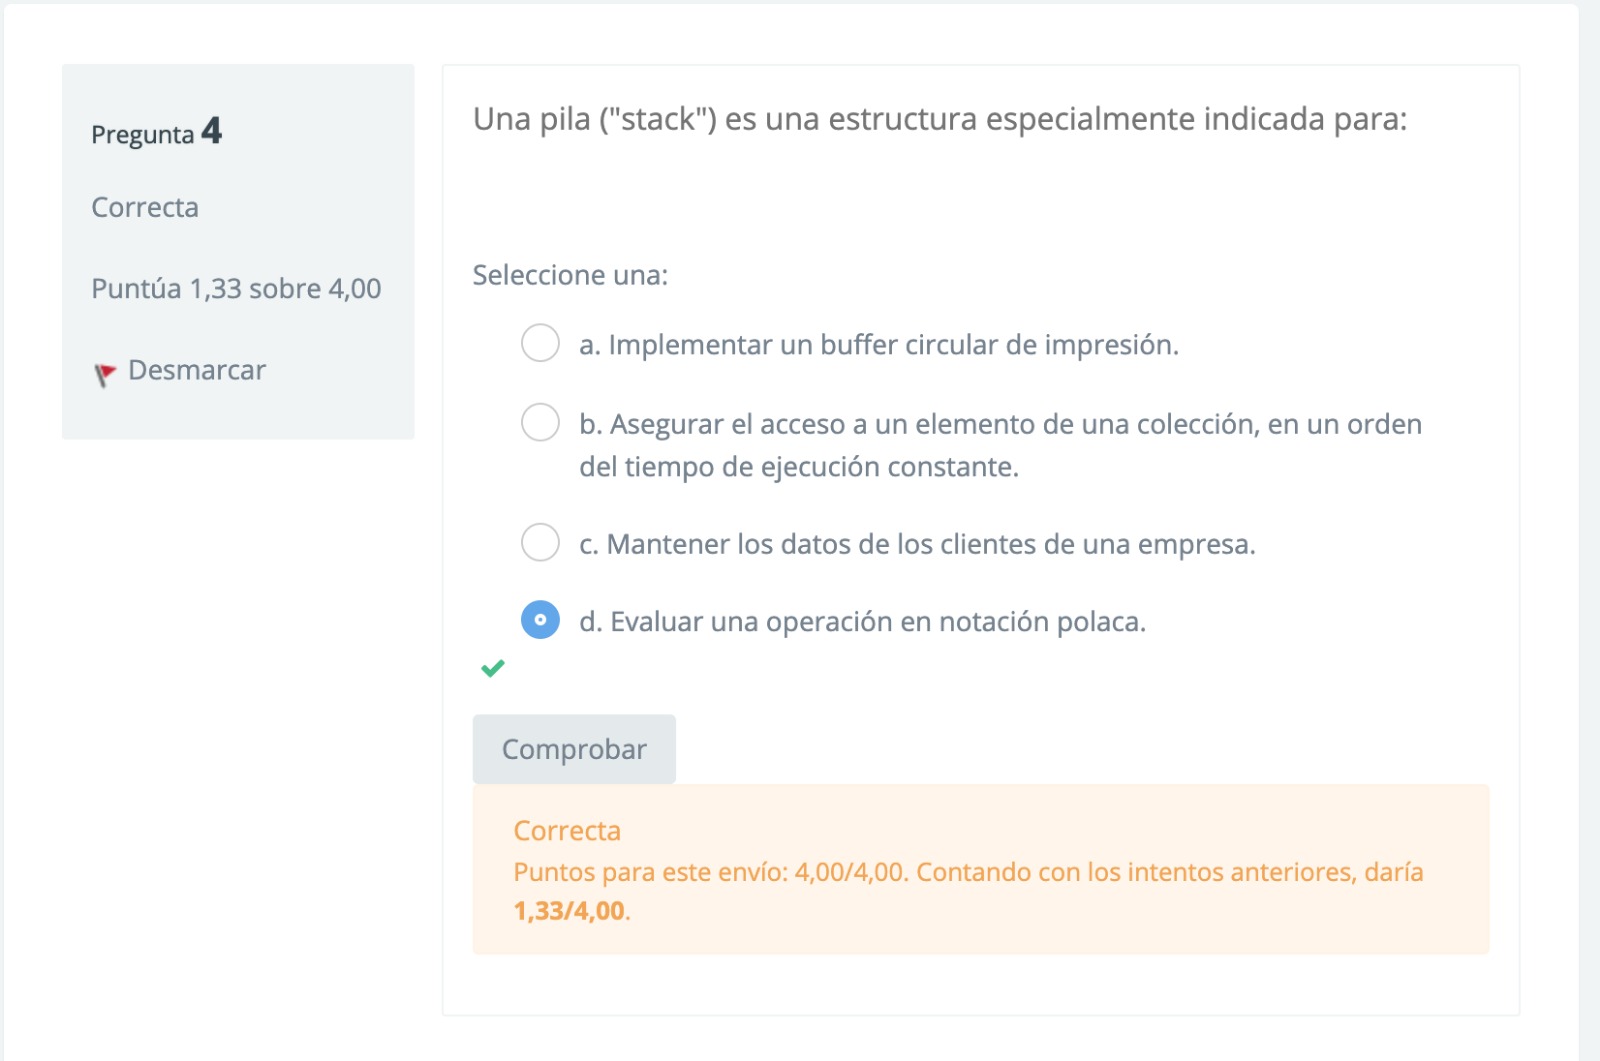 Pregunta 4
Correcta
Puntúa 1,33 sobre 4,00
Desmarcar
Una pila ("stack") es una estructura especialmente indicada para:
Seleccione una:
a. Implementar un buffer circular de impresión.
b. Asegurar el acceso a un elemento de una colección, en un orden
del tiempo de ejecución constante.
c. Mantener los datos de los clientes de una empresa.
d. Evaluar una operación en notación polaca.
Comprobar
Correcta
Puntos para este envío: 4,00/4,00. Contando con los intentos anteriores, daría
1,33/4,00.